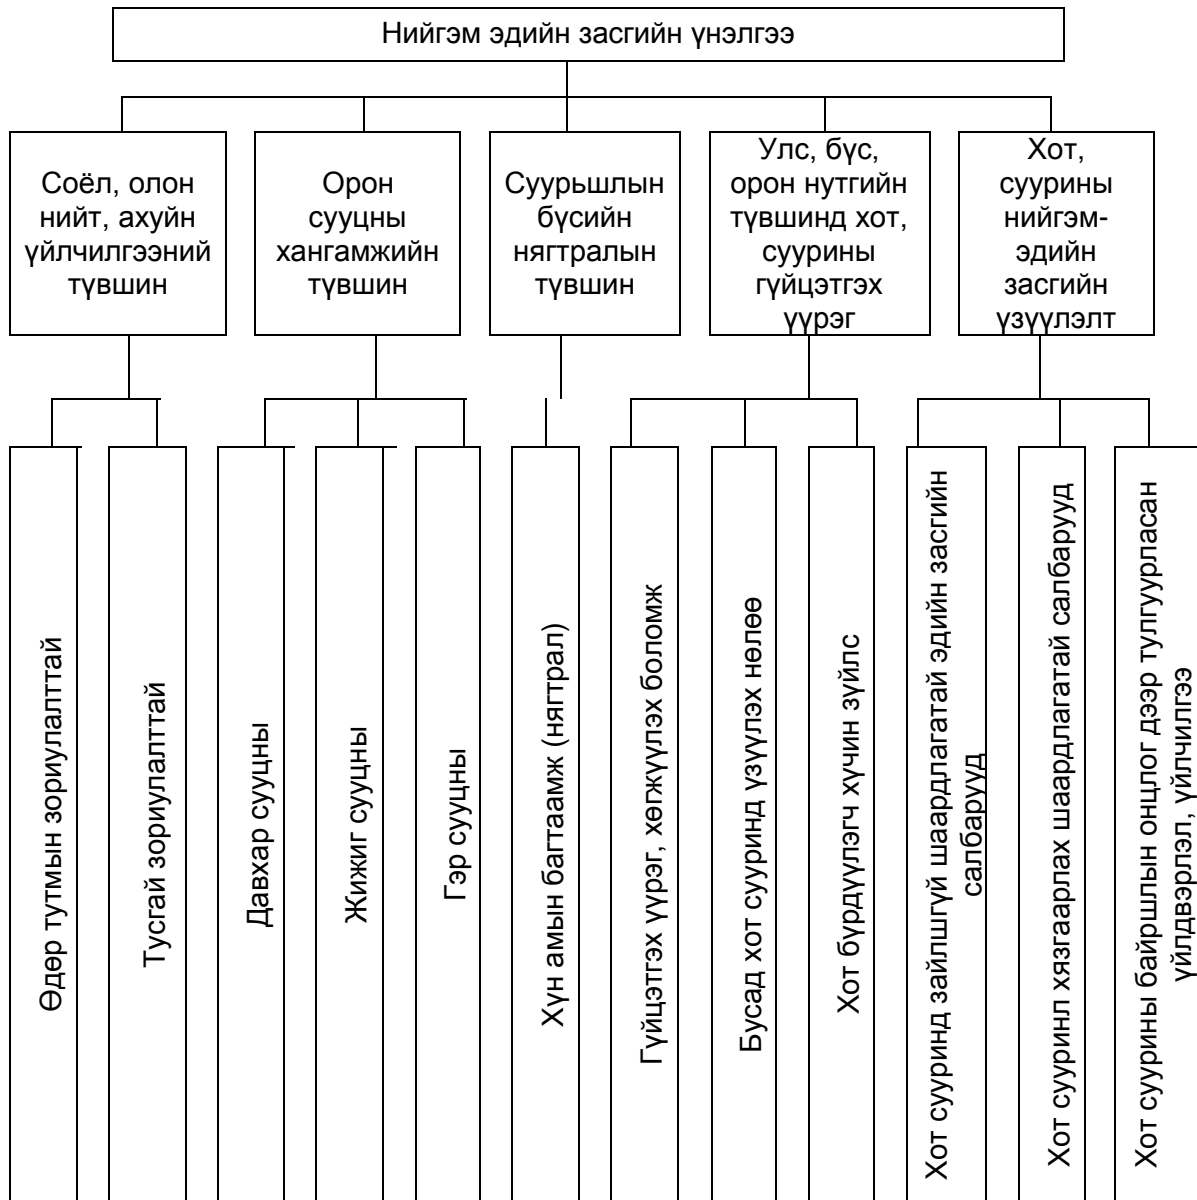 Нийгэм эдийн засгийн үнэлгээ
Соёл, олон
нийт, ахуйн
үйлчилгээний
түвшин
Орон
сууцны
хангамжийн
түвшин
Суурьшлын
бүсийн
нягтралын
түвшин
Улс, бүс,
орон нутгийн
түвшинд хот,
суурины
гүйцэтгэх
үүрэг
Хот,
суурины
нийгэм-
эдийн
засгийн
үзүүлэлт
Өдөр тутмын зориулалттай
Тусгай зориулалттай
Давхар сууцны
Жижиг сууцны
Гэр сууцны
Хүн амын багтаамж (нягтрал)
Гүйцэтгэх үүрэг, хөгжүүлэх боломж
Бусад хот сууринд үзүүлэх нөлөө
Хот бүрдүүлэгч хүчин зүйлс
Хот сууринд зайлшгүй шаардлагатай эдийн засгийн
салбарууд
Хот сууринл хязгаарлах шаардлагатай салбарууд
Хот суурины байршлын онцлог дээр тулгуурласан
үйлдвэрлэл, үйлчилгээ